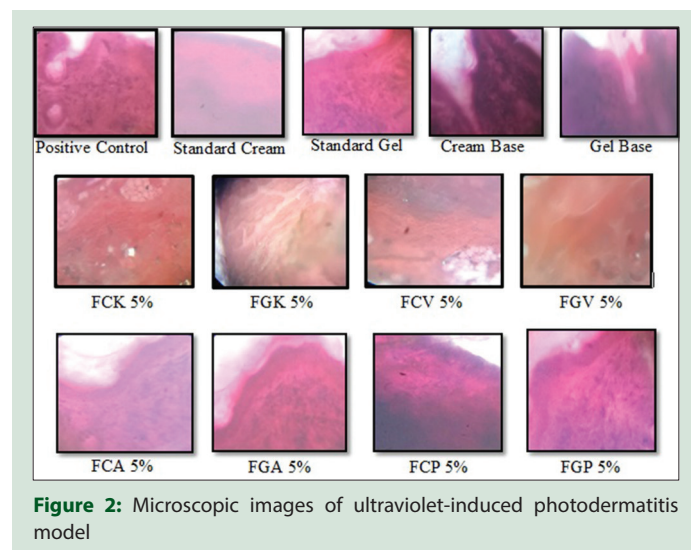 Positive Control Standard Cream Standard Gel Cream Base Gel Base
FCK 5% FGK 5% FCV 5% FGV 5%
FCA 5% FGA 5% FCP 5% FGP 5%
Figure 2: Microscopic images of ultraviolet-induced photodermatitis
model